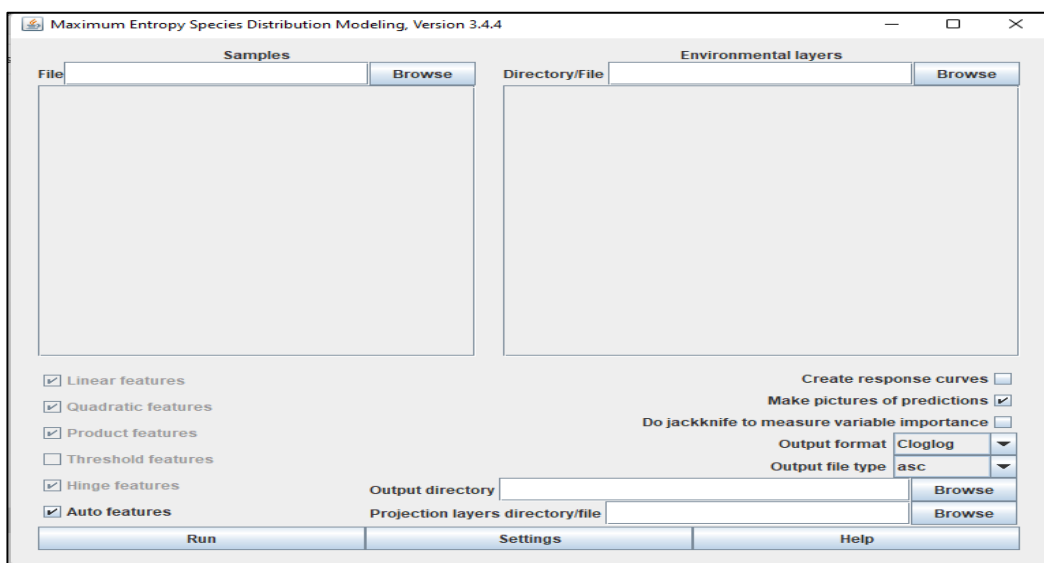 Maximum Entropy Species Distribution Modeling, Version 3.4.4
Samples
File Browse
Environmental layers
Directory/File Browse
Linear features
Quadratic features
Product features
Threshold features
Hinge features
Auto features
Create response curves
Make pictures of predictions
Do jackknife to measure variable importance
Output format Cloglog
Output file type asc
Output directory Browse
Projection layers directory/file Browse
Run Settings Help